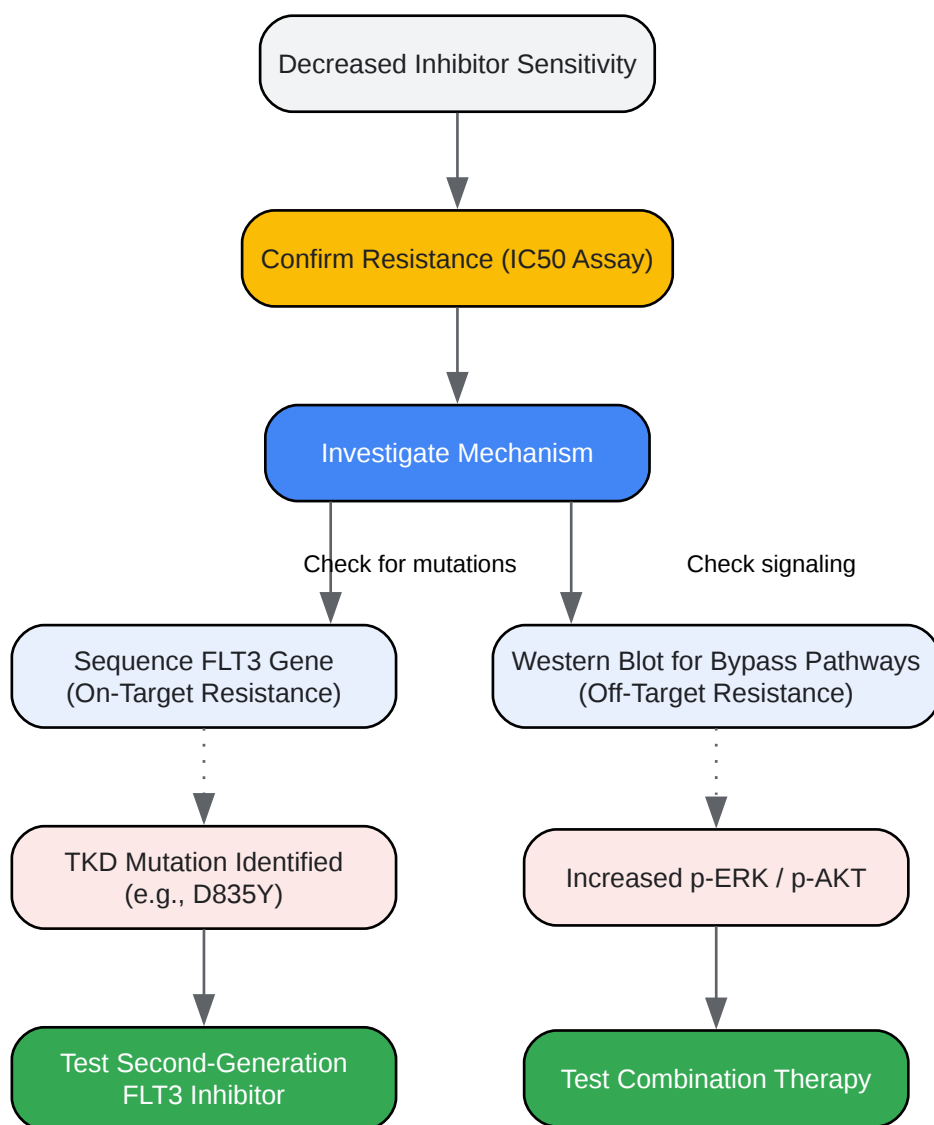 Decreased Inhibitor Sensitivity
Confirm Resistance (IC50 Assay)
Investigate Mechanism
Check for mutations
Check signaling
Sequence FLT3 Gene
(On-Target Resistance)
Western Blot for Bypass Pathways
(Off-Target Resistance)
TKD Mutation Identified
(e.g., D835Y)
Increased p-ERK / p-AKT
Test Second-Generation
FLT3 Inhibitor
Test Combination Therapy